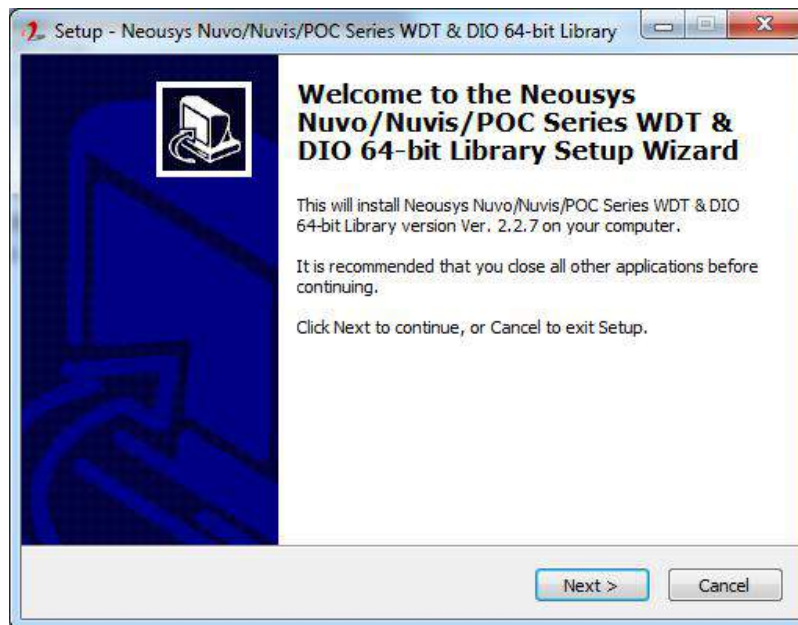 Setup - Neousys Nuvo/Nuvis/POC Series WDT & DIO 64-bit Library
Welcome to the Neousys
Nuvo/Nuvis/POC Series WDT &
DIO 64-bit Library Setup Wizard
This will install Neousys Nuvo/Nuvis/POC Series WDT & DIO
64-bit Library version Ver. 2.2.7 on your computer.
It is recommended that you close all other applications before
continuing.
Click Next to continue, or Cancel to exit Setup.
Next >
Cancel